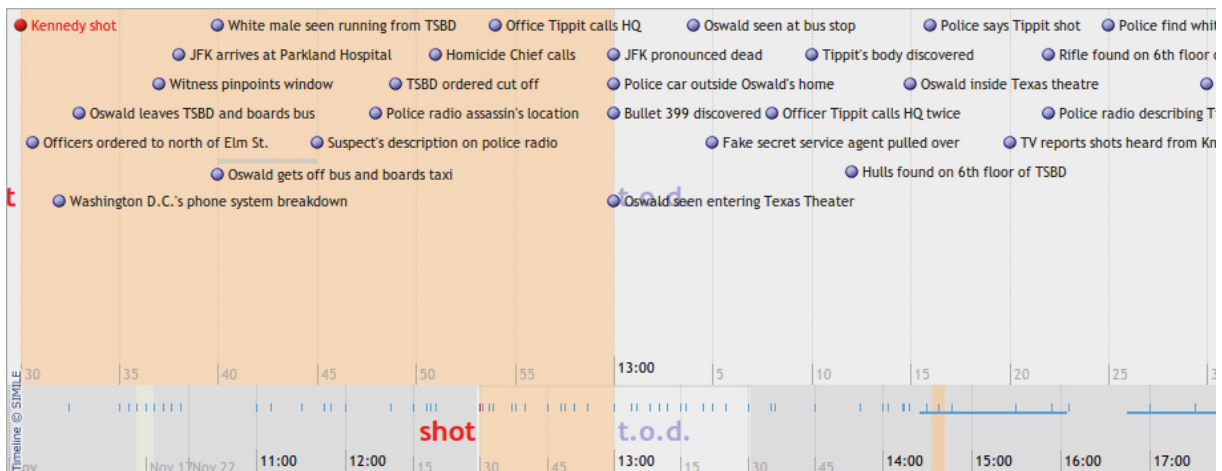 Kennedy shot
White male seen running from TSBD
Office Tippit calls HQ
Oswald seen at bus stop
Police says Tippit shot
Police find whit
JFK arrives at Parkland Hospital
Homicide Chief calls
JFK pronounced dead
Tippit's body discovered
Rifle found on 6th floor
Witness pinpoints window
TSBD ordered cut off
Police car outside Oswald's home
Oswald inside Texas theatre
Oswald leaves TSBD and boards bus
Police radio assassin's location
Bullet 399 discovered
Officer Tippit calls HQ twice
Police radio describing T
Officers ordered to north of Elm St.
Suspect's description on police radio
Fake secret service agent pulled over
TV reports shots heard from Kn
Oswald gets off bus and boards taxi
Hulls found on 6th floor of TSBD
t
Washington D.C.'s phone system breakdown
t.o.d.
Oswald seen entering Texas Theater
30 35 40 45 50 55 13:00 5 10 15 20 25 3
Timeline © SIMILE
shot t.o.d.
ov Nov 17 Nov 22 11:00 12:00 15 30 45 13:00 15 30 45 14:00 15:00 16:00 17:00